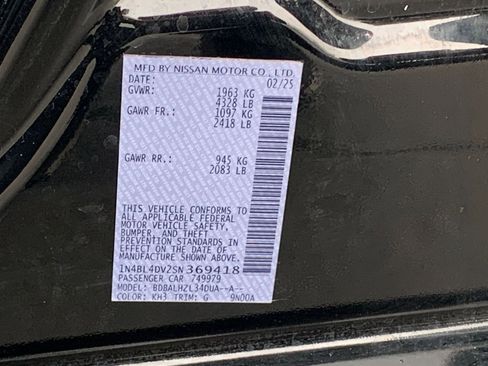 MFD BY NISSAN MOTOR CO., LTD.
DATE: 02/25
GVWR: 1963 KG
4328 LB
GAWR FR.: 1097 KG
2418 LB
GAWR RR.: 945 KG
2083 LB
THIS VEHICLE CONFORMS TO
ALL APPLICABLE FEDERAL
MOTOR VEHICLE SAFETY,
BUMPER, AND THEFT
PREVENTION STANDARDS IN
EFFECT ON THE DATE OF
MANUFACTURE SHOWN ABOVE.
1N4BL4DV2SN369418
PASSENGER CAR 749979
MODEL: BDBALHZL34DUA--A--
COLOR: KH3 TRIM: G 9N00A